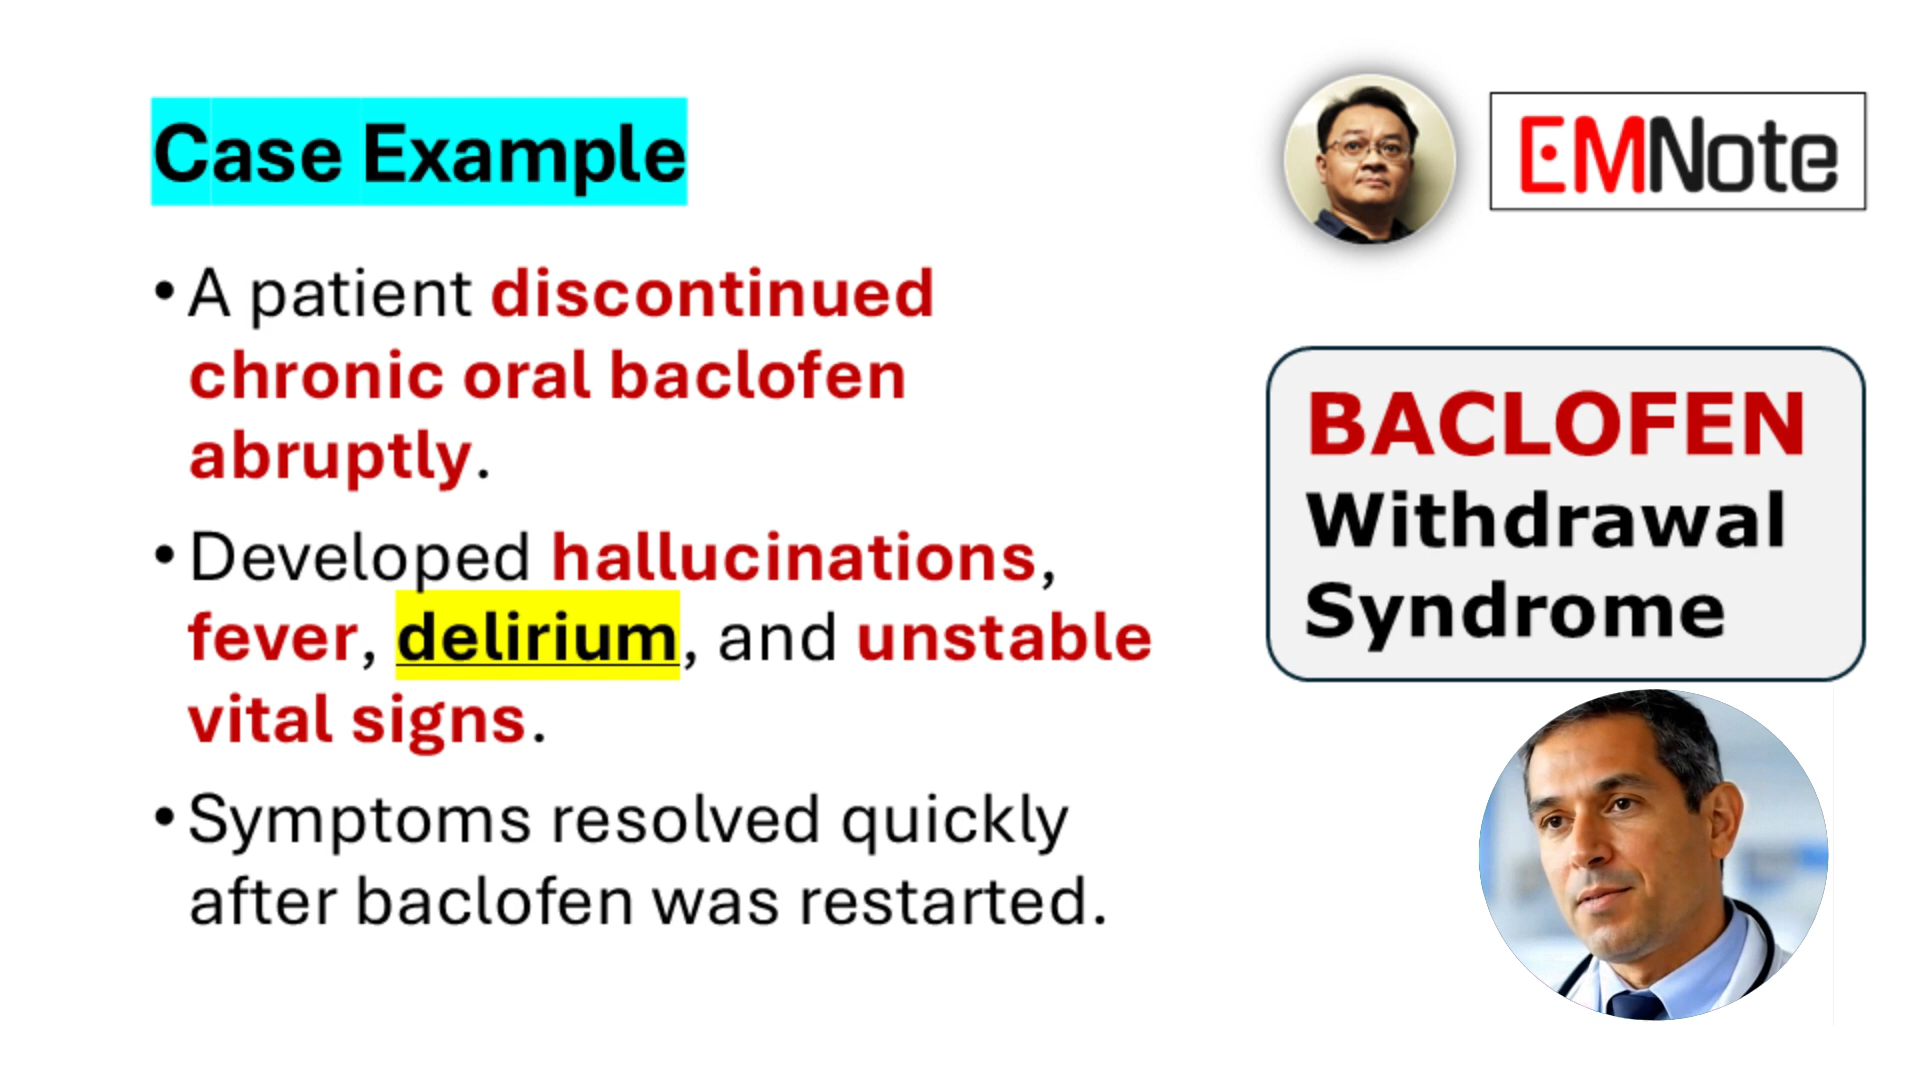 Case Example
• A patient discontinued
chronic oral baclofen
abruptly.
• Developed hallucinations,
fever, delirium, and unstable
vital signs.
• Symptoms resolved quickly
after baclofen was restarted.
EMNote
BACLOFEN
Withdrawal
Syndrome